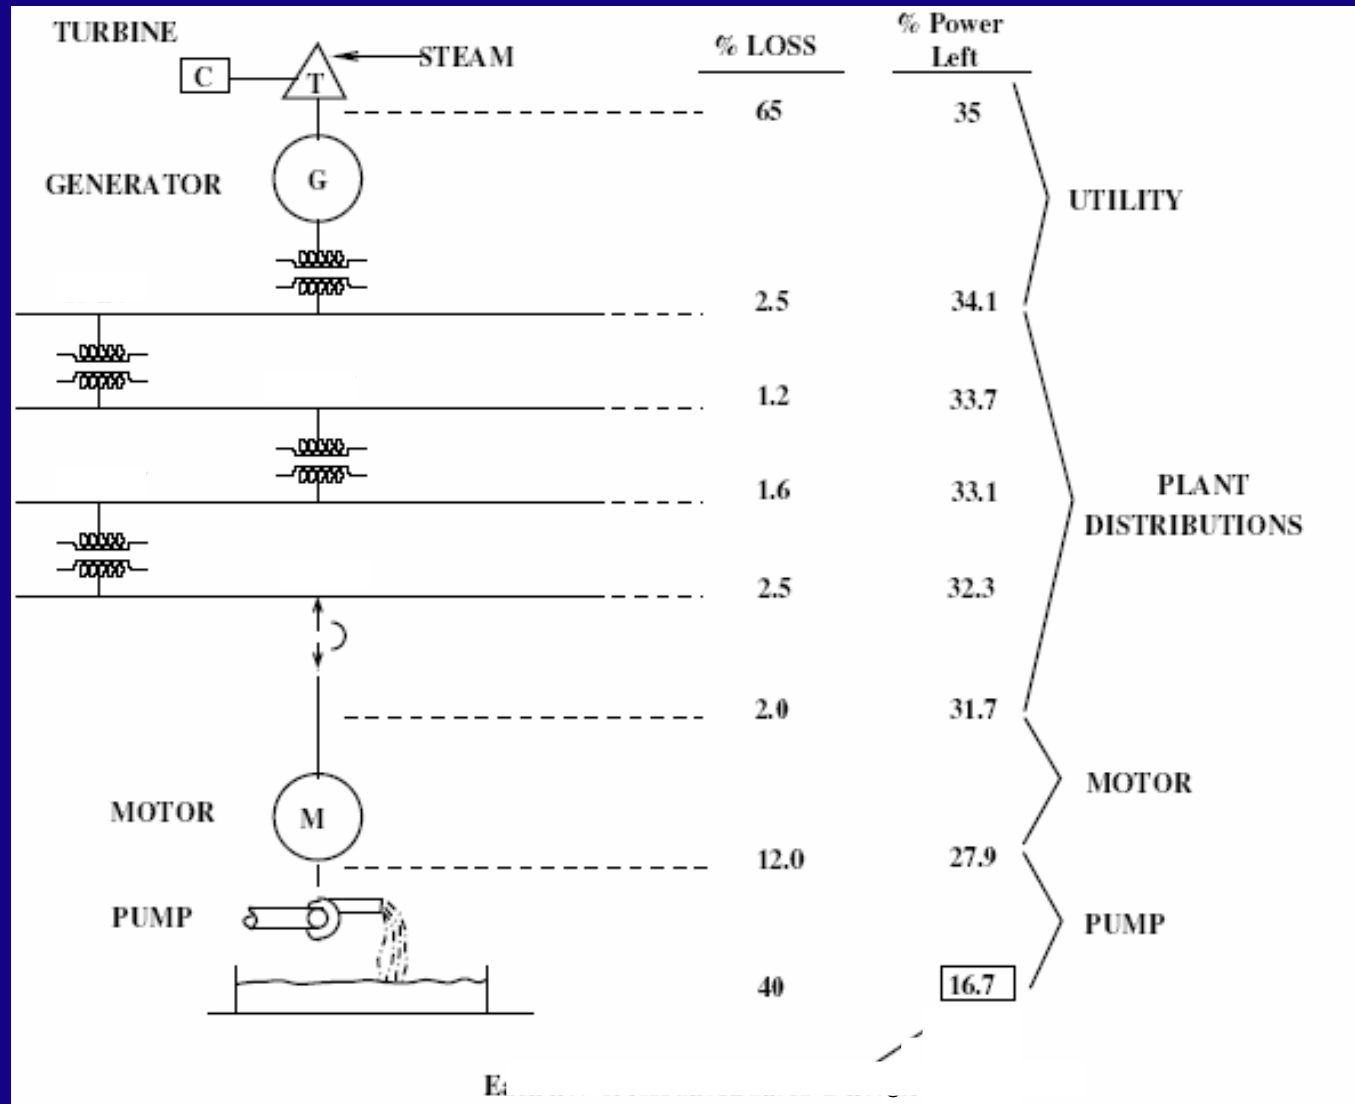 TURBINE
C
T
STEAM
% LOSS
% Power
Left
65
35
GENERATOR
G
UTILITY
2.5
34.1
1.2
33.7
1.6
33.1
PLANT
DISTRIBUTIONS
2.5
32.3
2.0
31.7
MOTOR
M
MOTOR
12.0
27.9
PUMP
PUMP
40
16.7